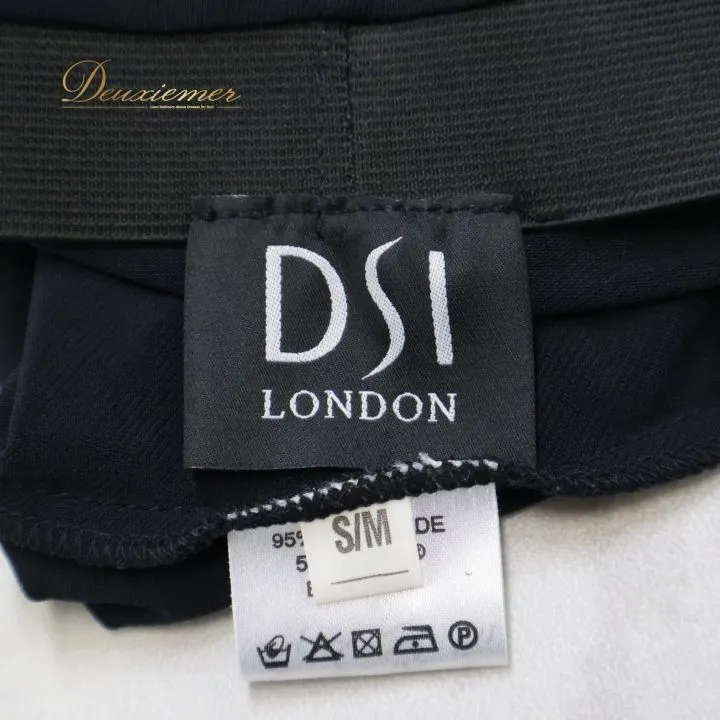 Deuxiemer
DSI
LONDON
S/M
95%
DE
5
®
P